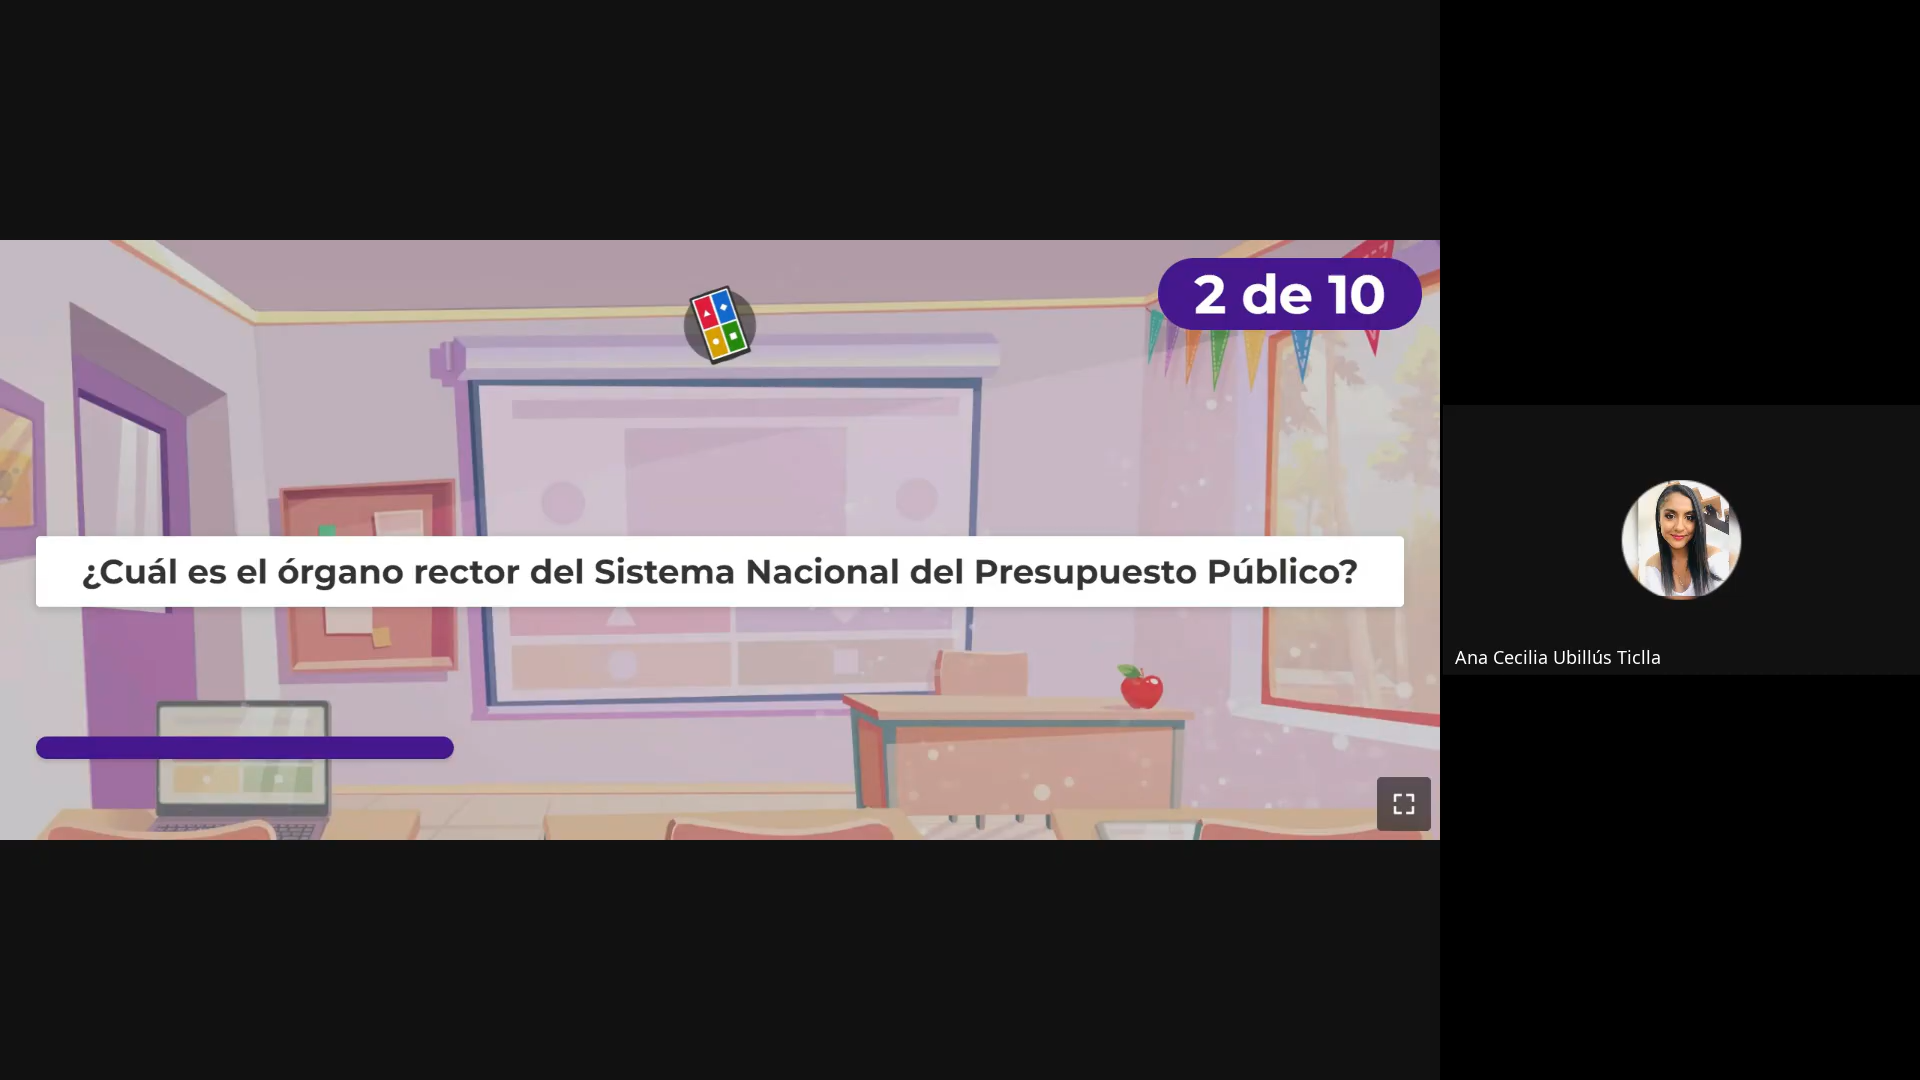 2 de 10
¿Cuál es el órgano rector del Sistema Nacional del Presupuesto Público?
Ana Cecilia Ubillús Ticlla